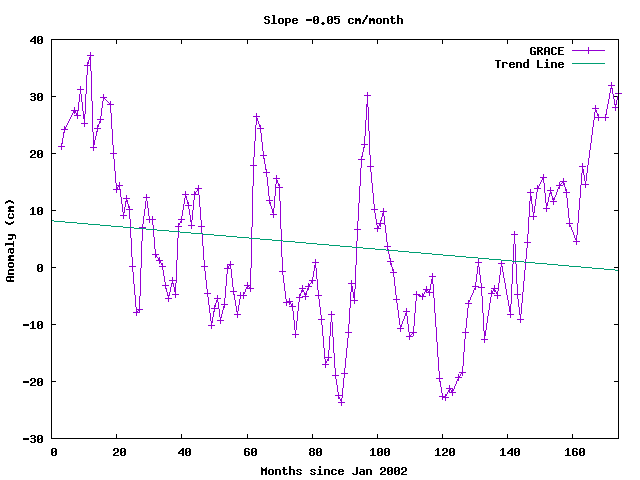 Slope -0.05 cm/month
40
30
20
10
0
-10
-20
-30
Anomaly (cm)
GRACE
Trend Line
0 20 40 60 80 100 120 140 160
Months since Jan 2002